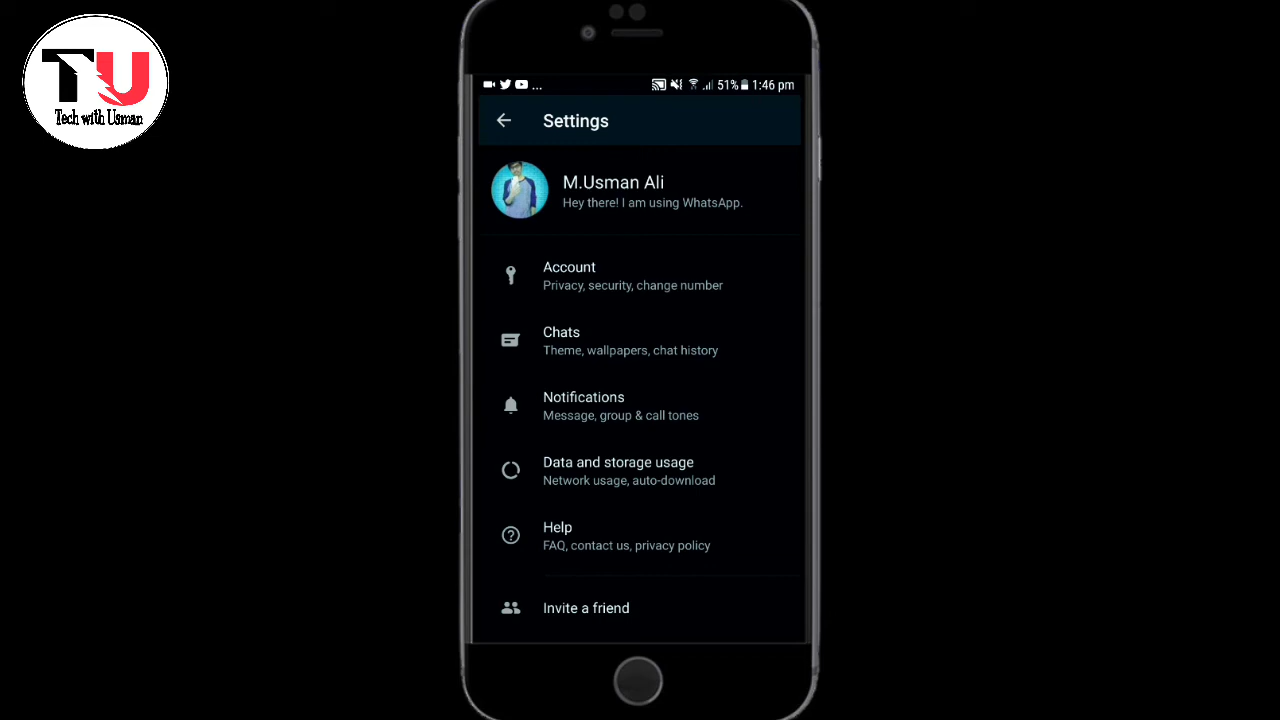 TU
Tech with Usman
... 51% 1:46 pm
Settings
M.Usman Ali
Hey there! I am using WhatsApp.
Account
Privacy, security, change number
Chats
Theme, wallpapers, chat history
Notifications
Message, group & call tones
Data and storage usage
Network usage, auto-download
Help
FAQ, contact us, privacy policy
Invite a friend